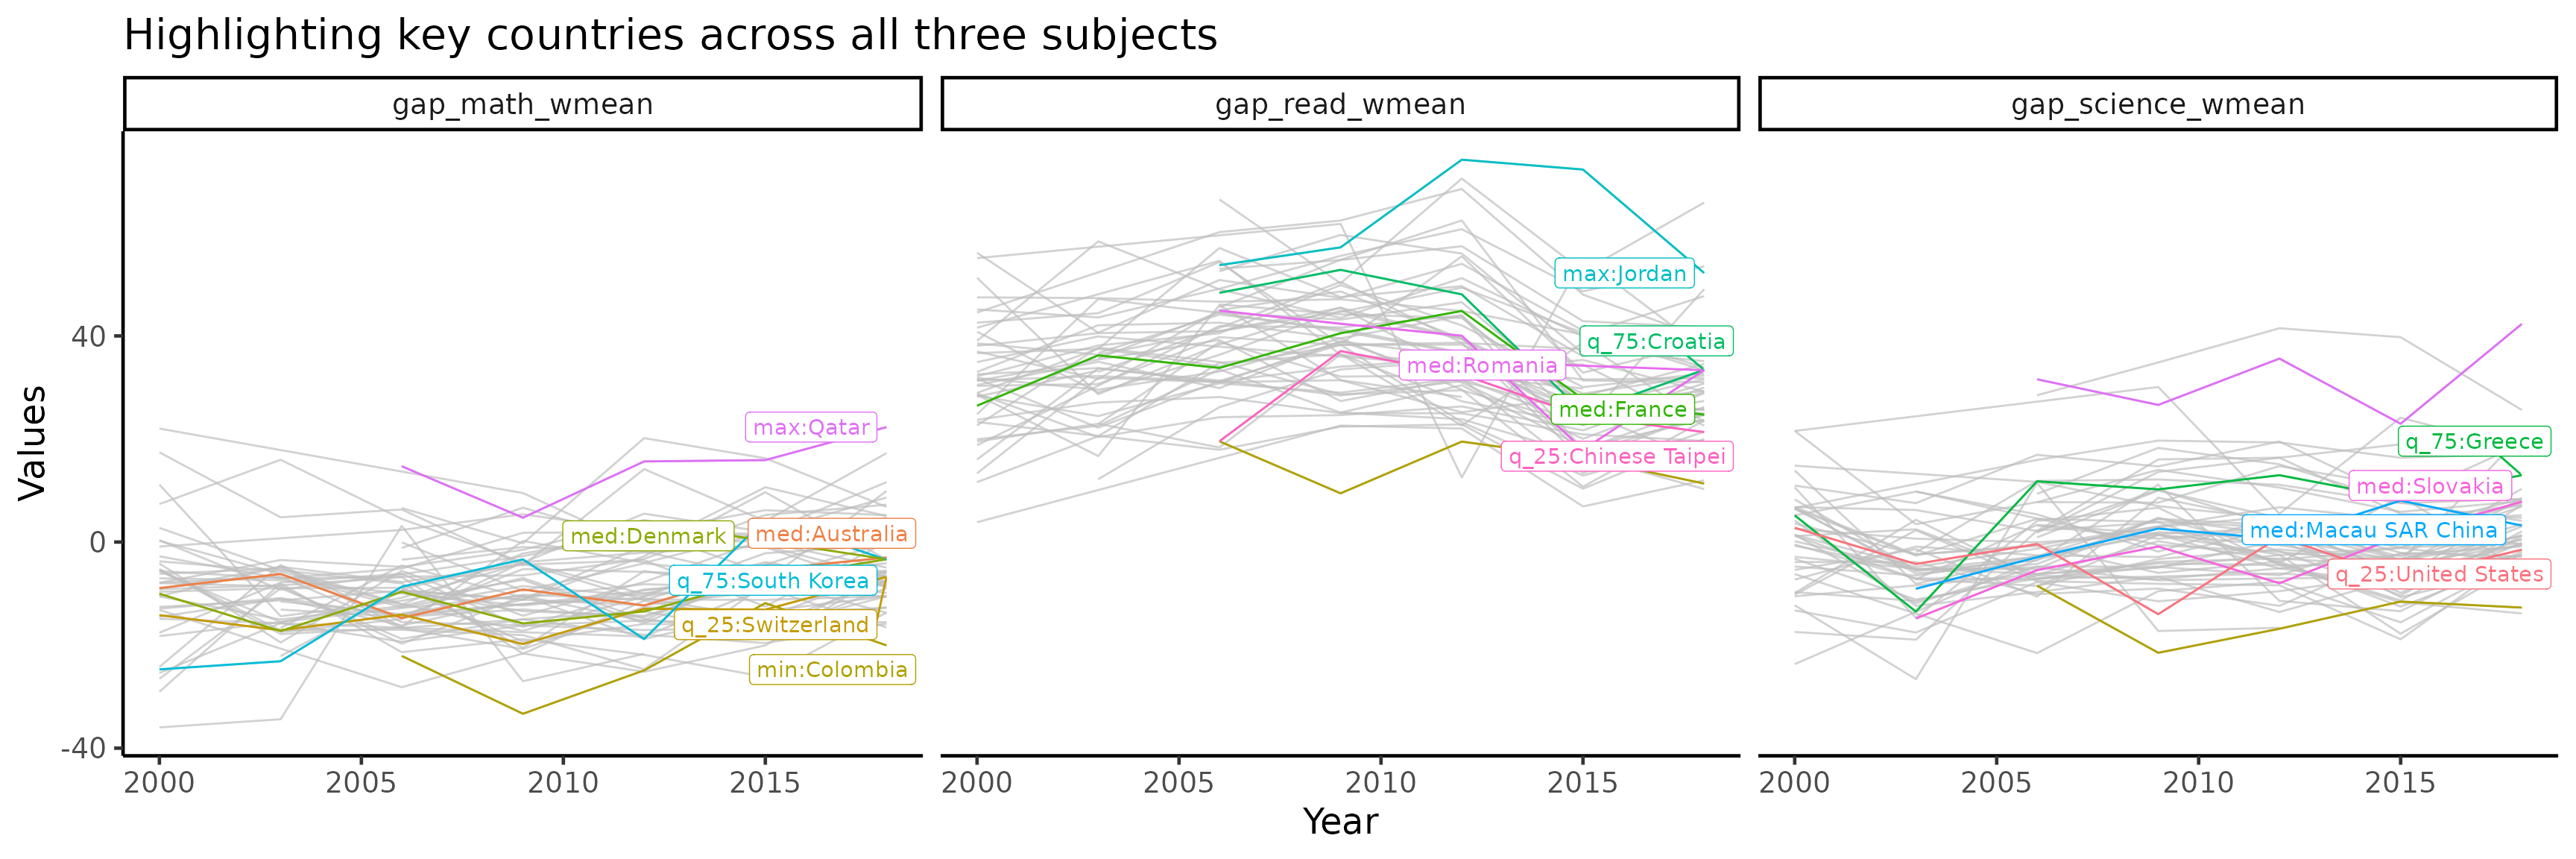 Highlighting key countries across all three subjects
gap_math_wmean
gap_read_wmean
gap_science_wmean
Values
40
0
-40
max:Qatar
med:Denmark
med:Australia
q_75:South Korea
q_25:Switzerland
min:Colombia
max:Jordan
q_75:Croatia
med:Romania
med:France
q_25:Chinese Taipei
q_75:Greece
med:Slovakia
med:Macau SAR China
q_25:United States
2000 2005 2010 2015
2000 2005 2010 2015
2000 2005 2010 2015
Year